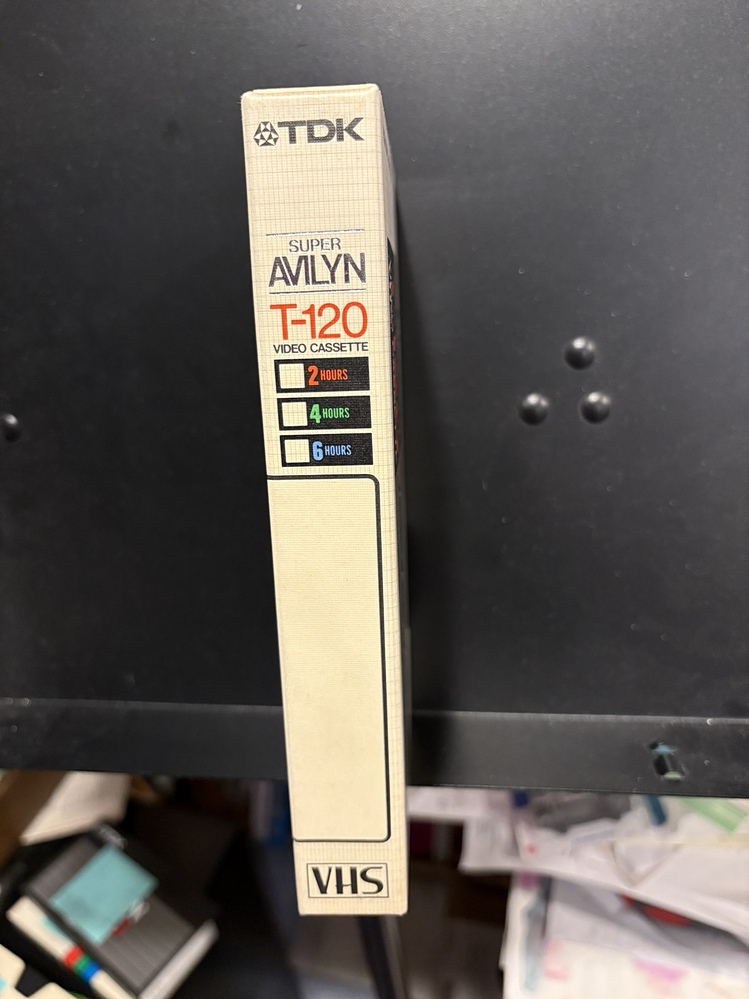 TDK
SUPER
AVILYN
T-120
VIDEO CASSETTE
2 HOURS
4 HOURS
6 HOURS
VHS